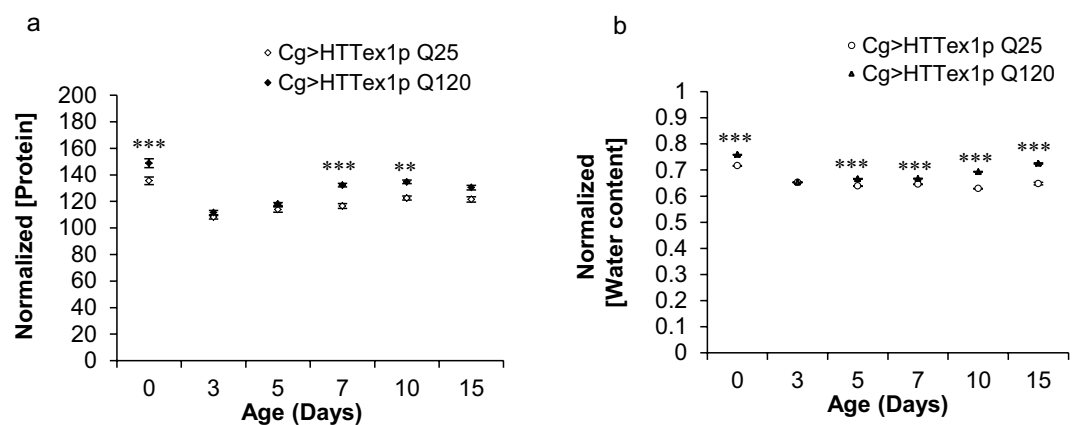 a
Cg>HTTex1p Q25
Cg>HTTex1p Q120
Normalized [Protein]
200
180
160
140
120
100
80
60
40
20
0
***
***
**
0 3 5 7 10 15
Age (Days)
b
Cg>HTTex1p Q25
Cg>HTTex1p Q120
Normalized
[Water content]
1
0.9
0.8
0.7
0.6
0.5
0.4
0.3
0.2
0.1
0
***
***
***
***
***
0 3 5 7 10 15
Age (Days)